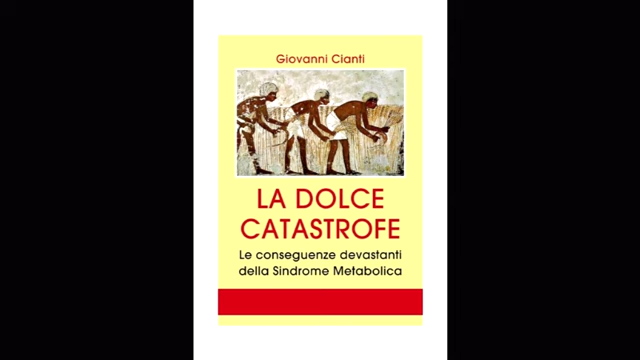 Giovanni Cianti
LA DOLCE
CATASTROFE
Le conseguenze devastanti
della Sindrome Metabolica